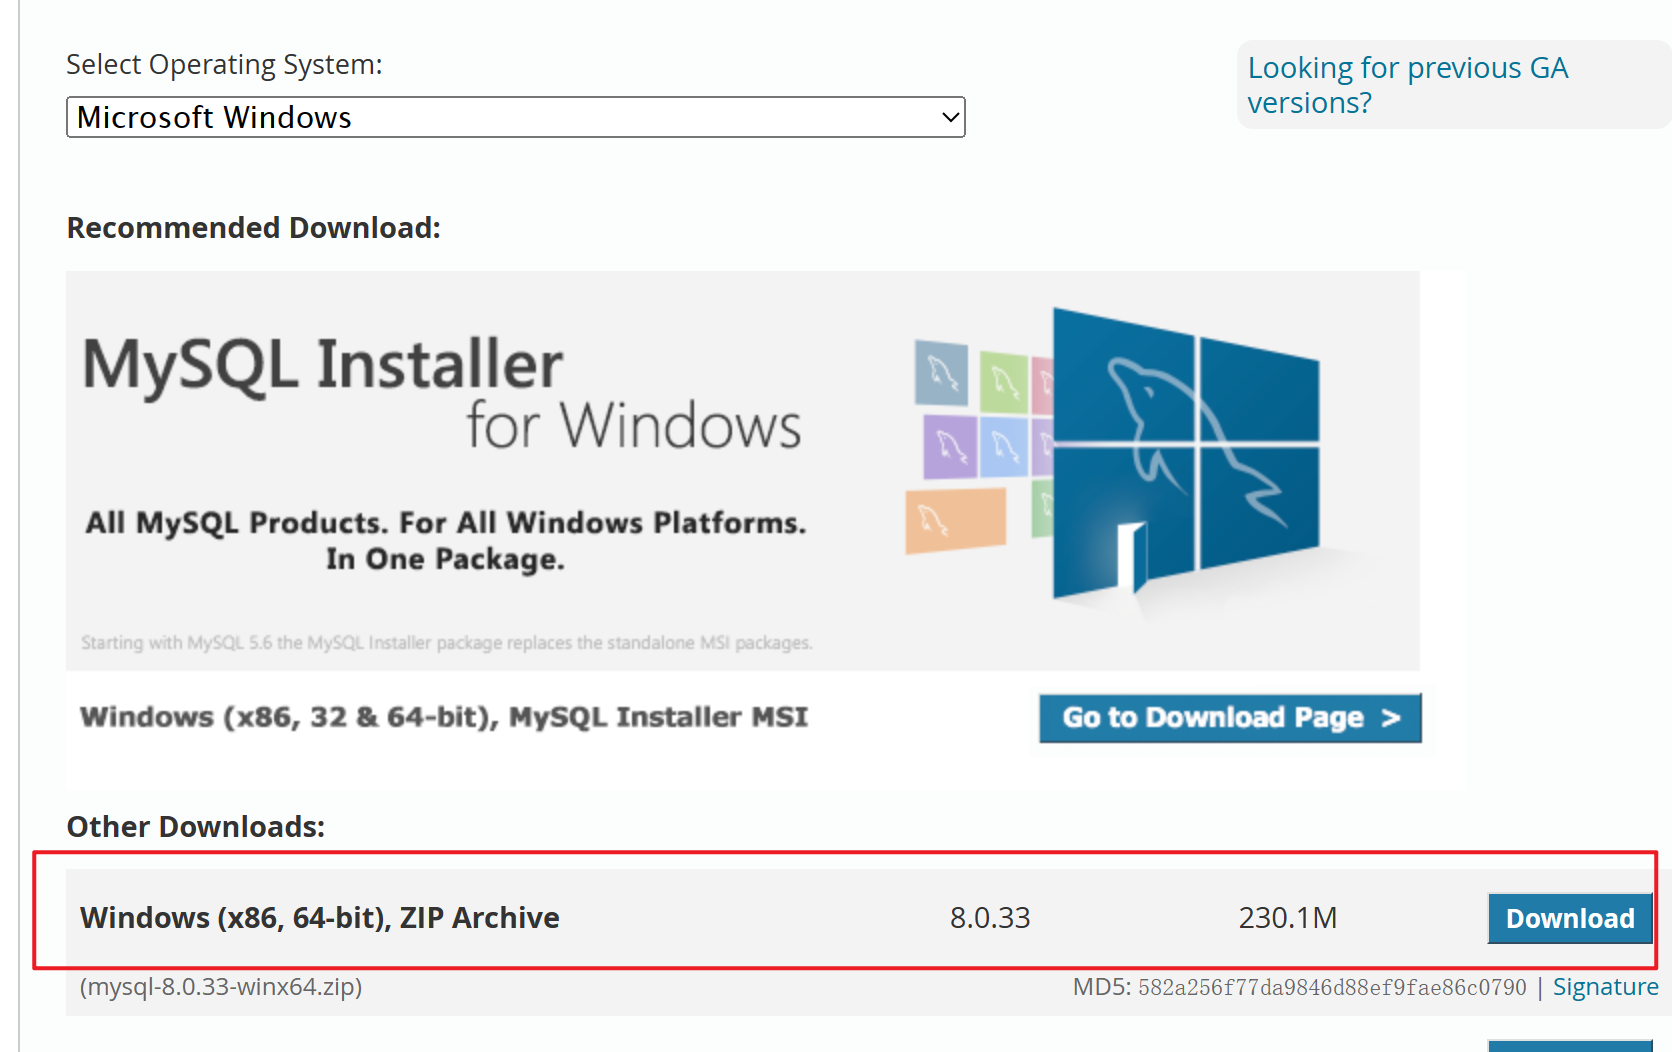 Select Operating System:
Looking for previous GA
versions?
Microsoft Windows
Recommended Download:
MySQL Installer
for Windows
All MySQL Products. For All Windows Platforms.
In One Package.
Starting with MySQL 5.6 the MySQL Installer package replaces the standalone MSI packages.
Windows (x86, 32 & 64-bit), MySQL Installer MSI
Go to Download Page >
Other Downloads:
Windows (x86, 64-bit), ZIP Archive 8.0.33 230.1M Download
(mysql-8.0.33-winx64.zip) MD5: 582a256f77da9846d88ef9fae86c0790 | Signature